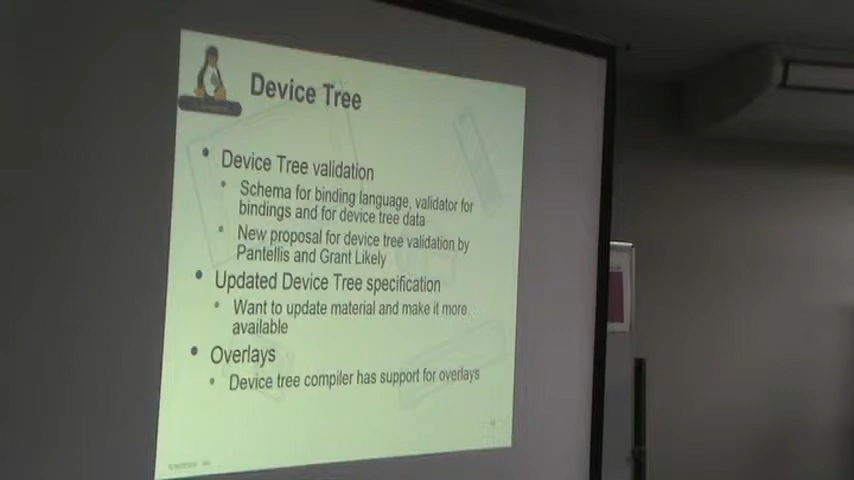 Device Tree
Device Tree validation
Schema for binding language, validator for
bindings and for device tree data
New proposal for device tree validation by
Pantellis and Grant Likely
Updated Device Tree specification
Want to update material and make it more
available
Overlays
Device tree compiler has support for overlays